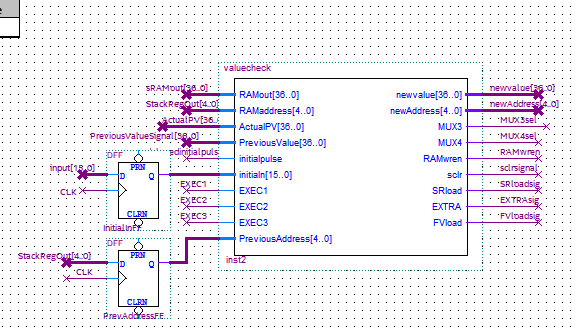 valuecheck
sRAMout[36..0]
RAMout[36..0]
newvalue[36..0]
newvalue[36..0]
StackRegOut[4..0]
RAMaddress[4..0]
newAddress[4..0]
newAddress[4..0]
ActualPV[36..
ActualPV[36..0]
MUX3
MUX3sel
PreviousValueSignal[36..0]
PreviousValue[36..0]
MUX4
MUX4sel
edinitialpuls
initialpulse
RAMwren
RAMwren
DFF
PRN
input[15..0]
D
Q
initialn[15..0]
sclr
sclrsignal
CLK
EXEC1
EXEC1
SRload
SRloadsig
EXEC2
EXEC2
EXTRA
EXTRAsig
CLRN
EXEC3
EXEC3
FVload
FVloadsig
InitialInFF
PreviousAddress[4..0]
DFF
PRN
inst2
StackRegOut[4..0]
D
Q
CLK
CLRN
PrevAddressFF